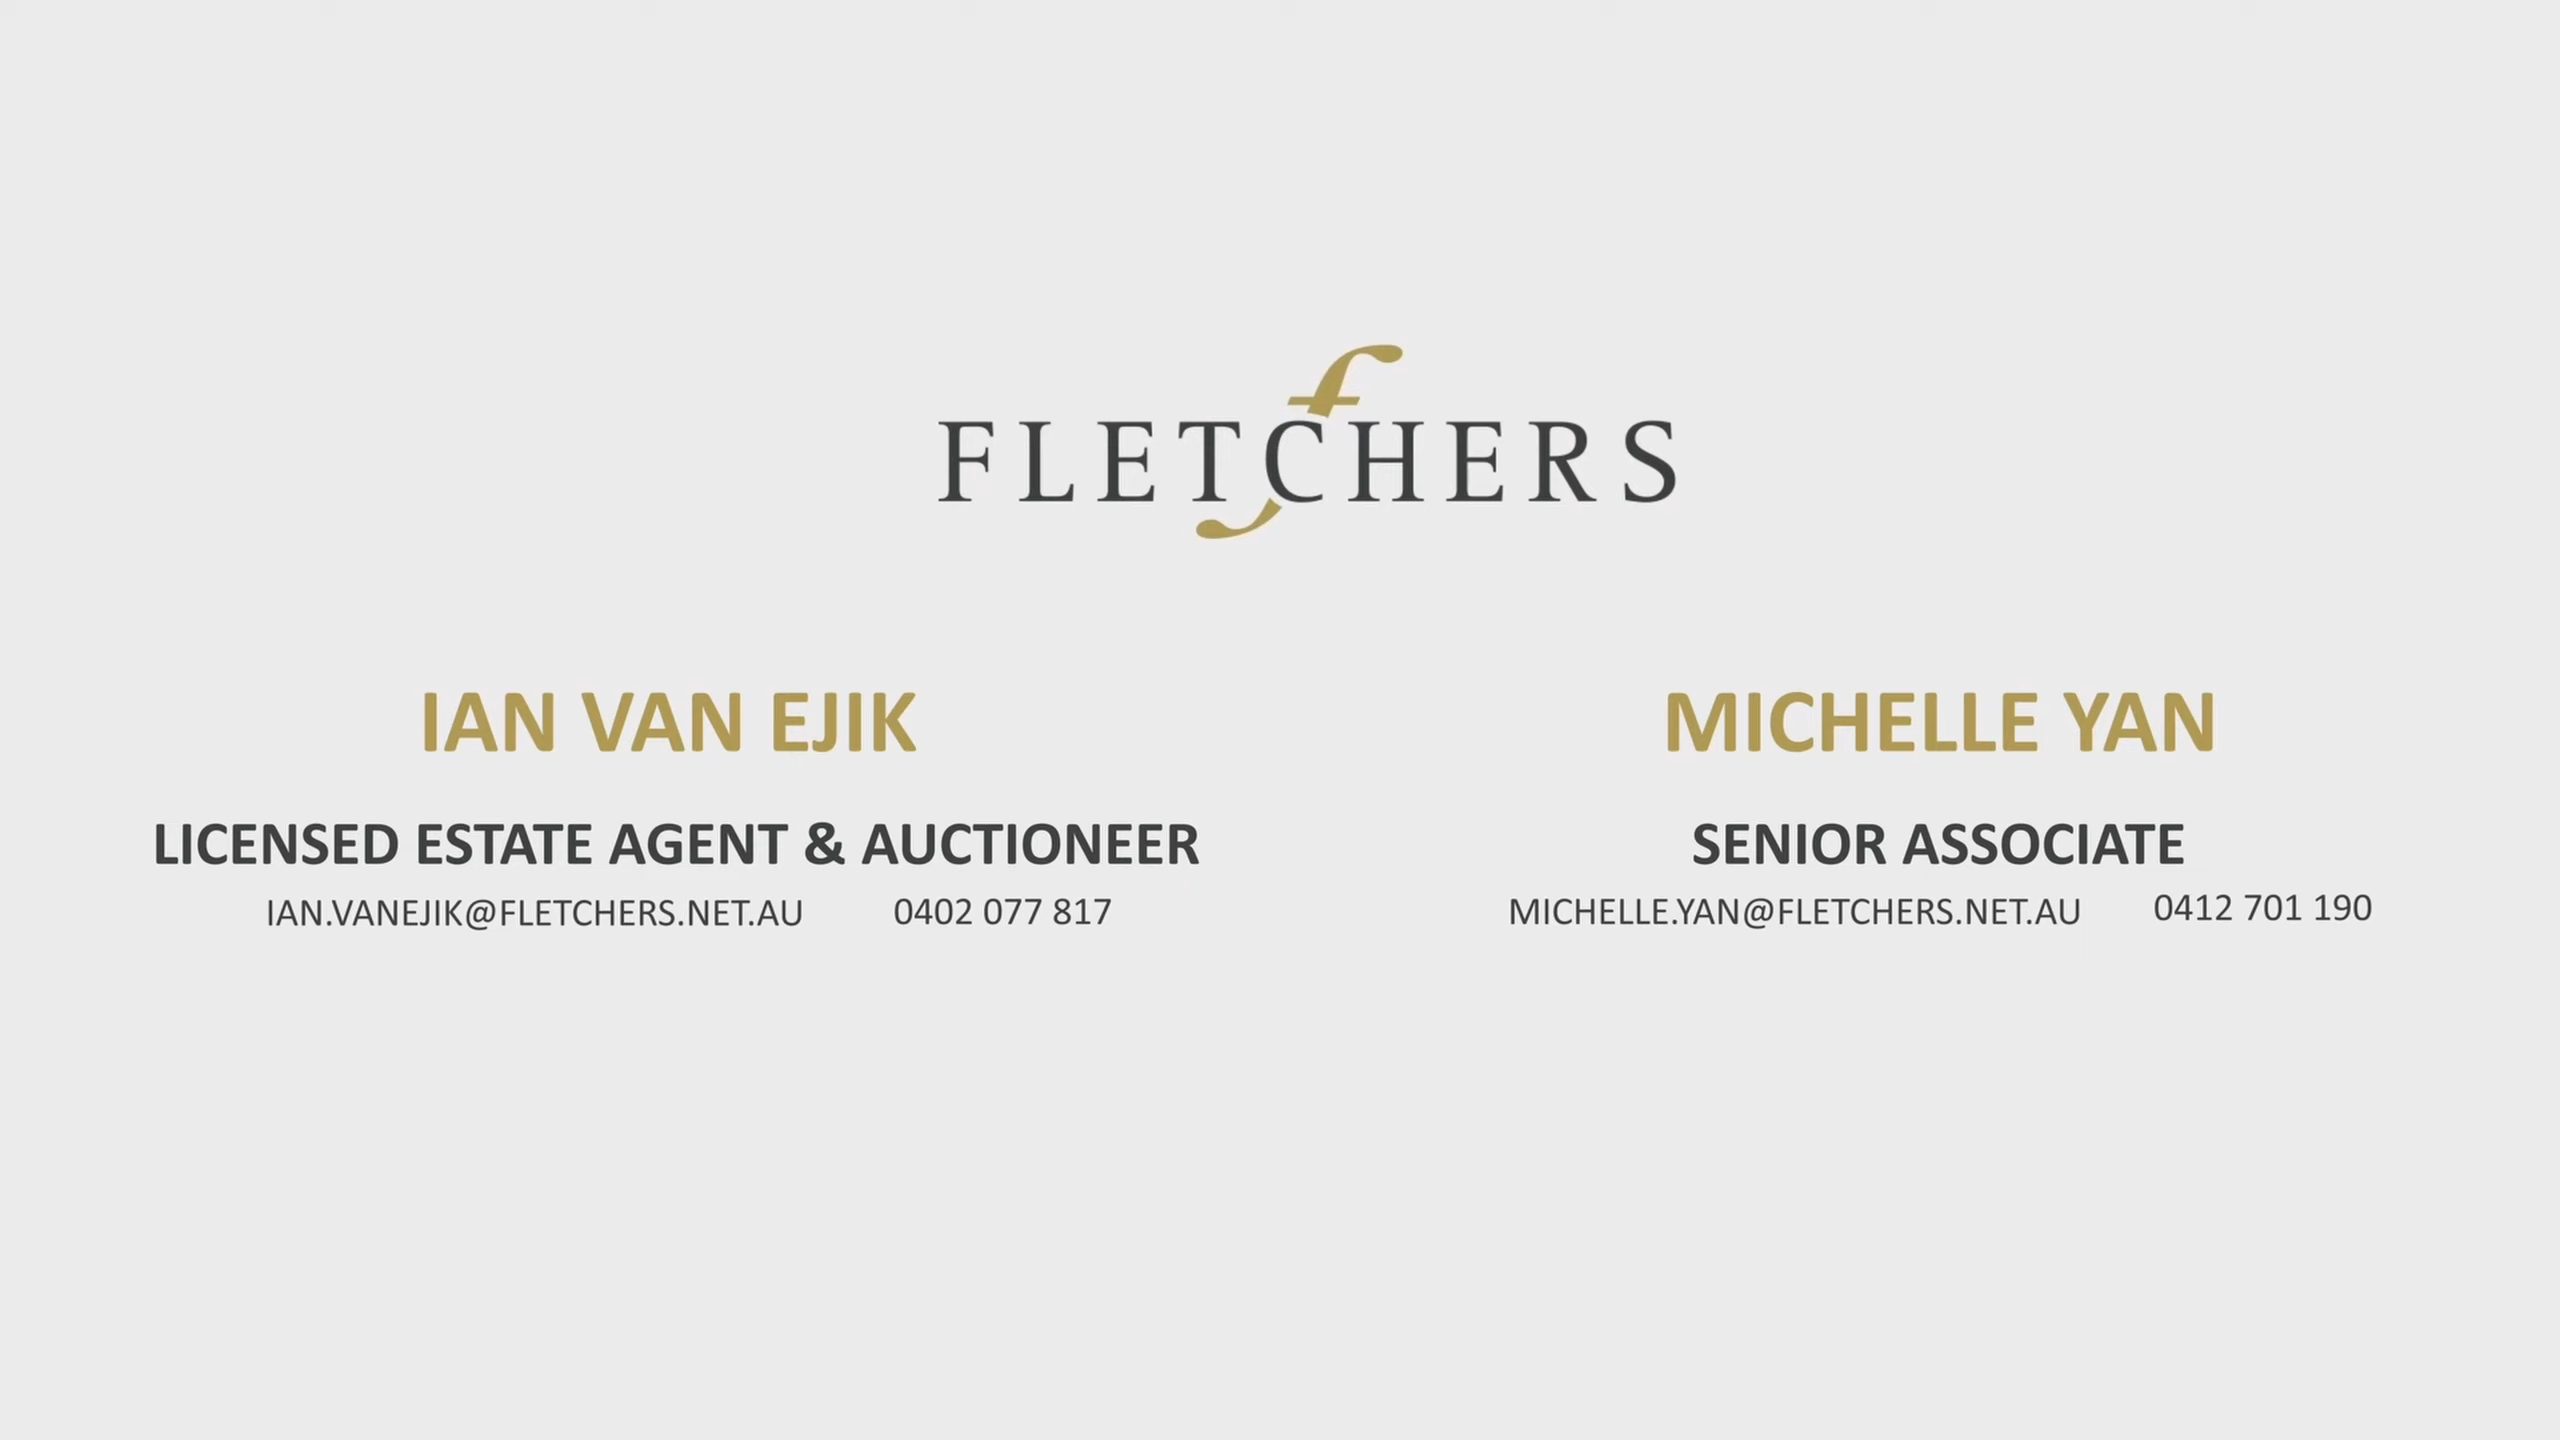 FLETCHERS
IAN VAN EJIK
LICENSED ESTATE AGENT & AUCTIONEER
IAN.VANEJIK@FLETCHERS.NET.AU 0402 077 817
MICHELLE YAN
SENIOR ASSOCIATE
MICHELLE.YAN@FLETCHERS.NET.AU 0412 701 190